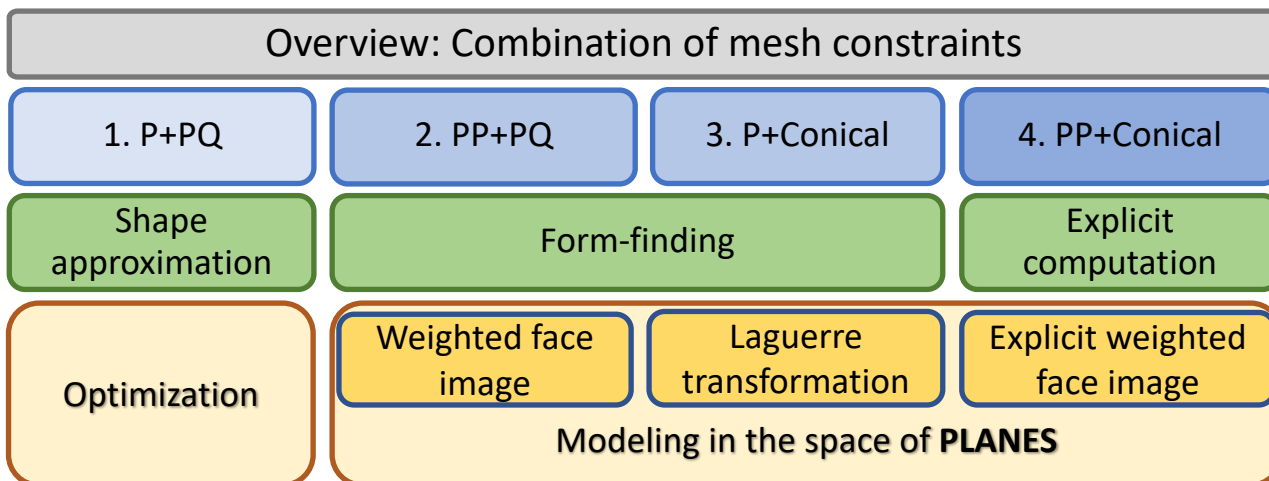 Overview: Combination of mesh constraints
1. P+PQ
2. PP+PQ
3. P+Conical
4. PP+Conical
Shape
approximation
Form-finding
Explicit
computation
Optimization
Weighted face
image
Laguerre
transformation
Explicit weighted
face image
Modeling in the space of PLANES